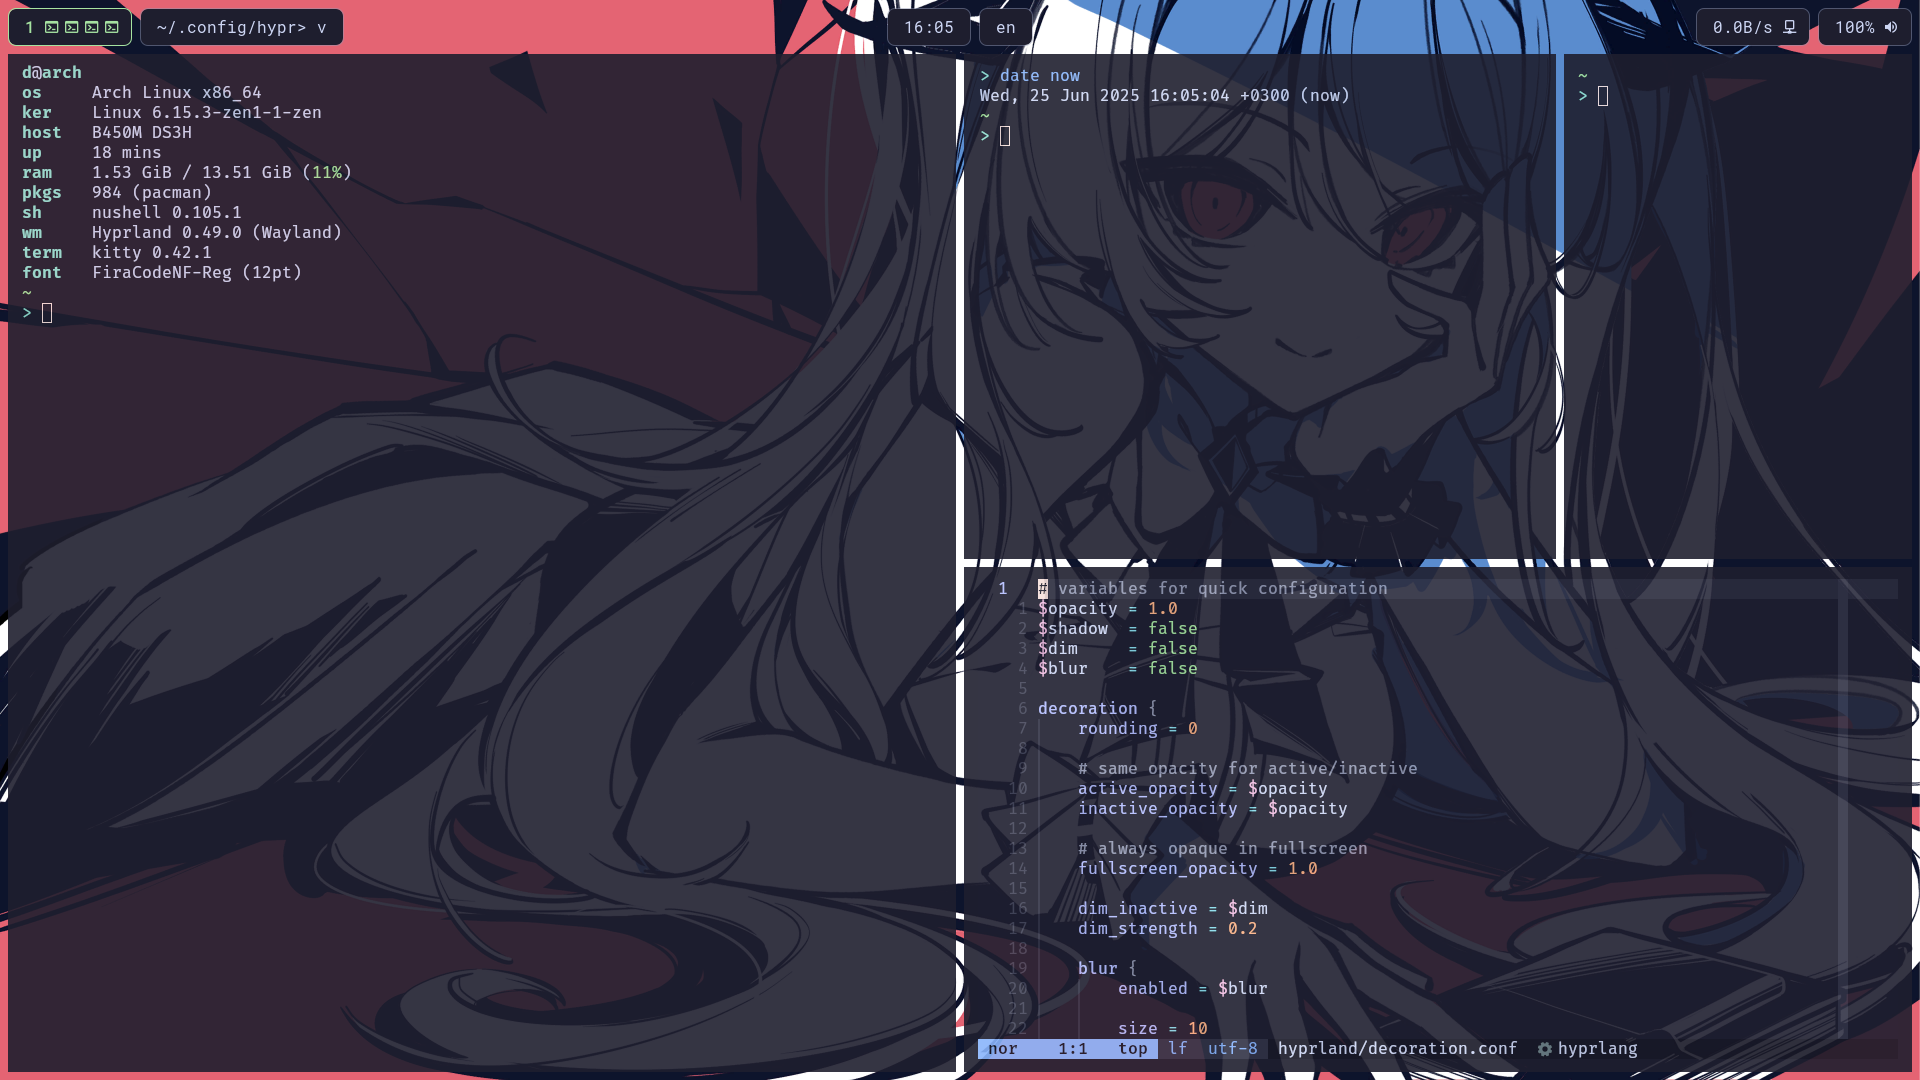 1 ~/.config/hypr> v 16:05 en 0.0B/s 100%
d@arch
os Arch Linux x86_64
ker Linux 6.15.3-zen1-1-zen
host B450M DS3H
up 18 mins
ram 1.53 GiB / 13.51 GiB (11%)
pkgs 984 (pacman)
sh nushell 0.105.1
wm Hyprland 0.49.0 (Wayland)
term kitty 0.42.1
font FiraCodeNF-Reg (12pt)
~
>
> date now
Wed, 25 Jun 2025 16:05:04 +0300 (now)
~
>
~
>
1 # variables for quick configuration
1 $opacity = 1.0
2 $shadow = false
3 $dim = false
4 $blur = false
5
6 decoration {
7 rounding = 0
8
9 # same opacity for active/inactive
10 active_opacity = $opacity
11 inactive_opacity = $opacity
12
13 # always opaque in fullscreen
14 fullscreen_opacity = 1.0
15
16 dim_inactive = $dim
17 dim_strength = 0.2
18
19 blur {
20 enabled = $blur
21
22 size = 10
nor 1:1 top lf utf-8 hyprland/decoration.conf hyprlang